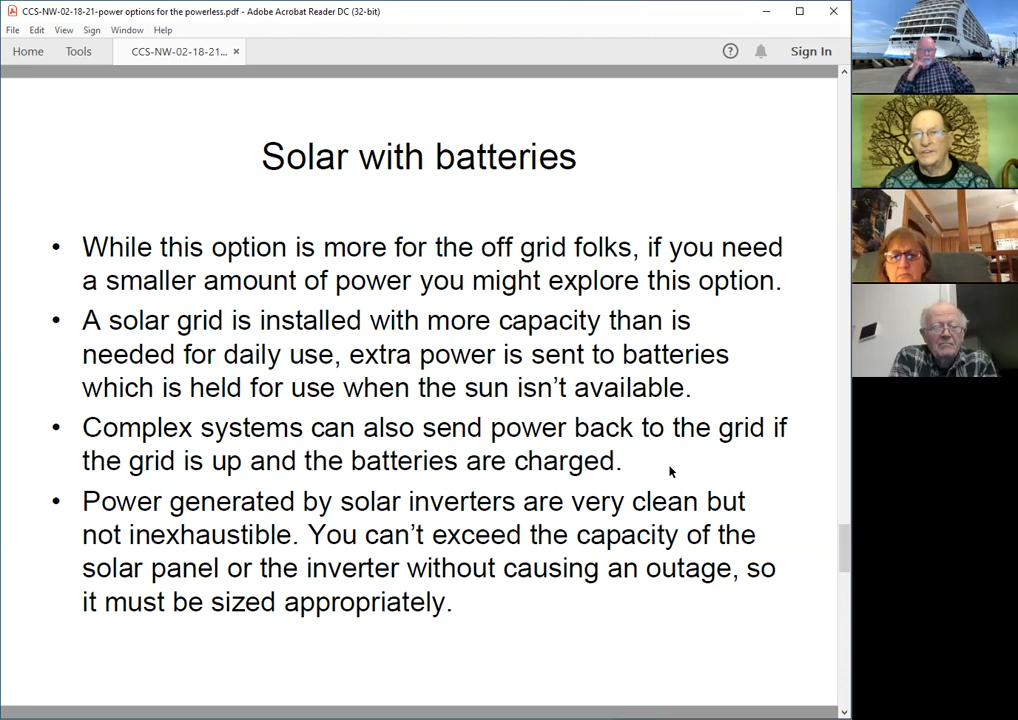 CCS-NW-02-18-21-power options for the powerless.pdf - Adobe Acrobat Reader DC (32-bit)
File Edit View Sign Window Help
Home Tools CCS-NW-02-18-21... × ? Sign In
Solar with batteries
• While this option is more for the off grid folks, if you need
a smaller amount of power you might explore this option.
• A solar grid is installed with more capacity than is
needed for daily use, extra power is sent to batteries
which is held for use when the sun isn’t available.
• Complex systems can also send power back to the grid if
the grid is up and the batteries are charged.
• Power generated by solar inverters are very clean but
not inexhaustible. You can’t exceed the capacity of the
solar panel or the inverter without causing an outage, so
it must be sized appropriately.